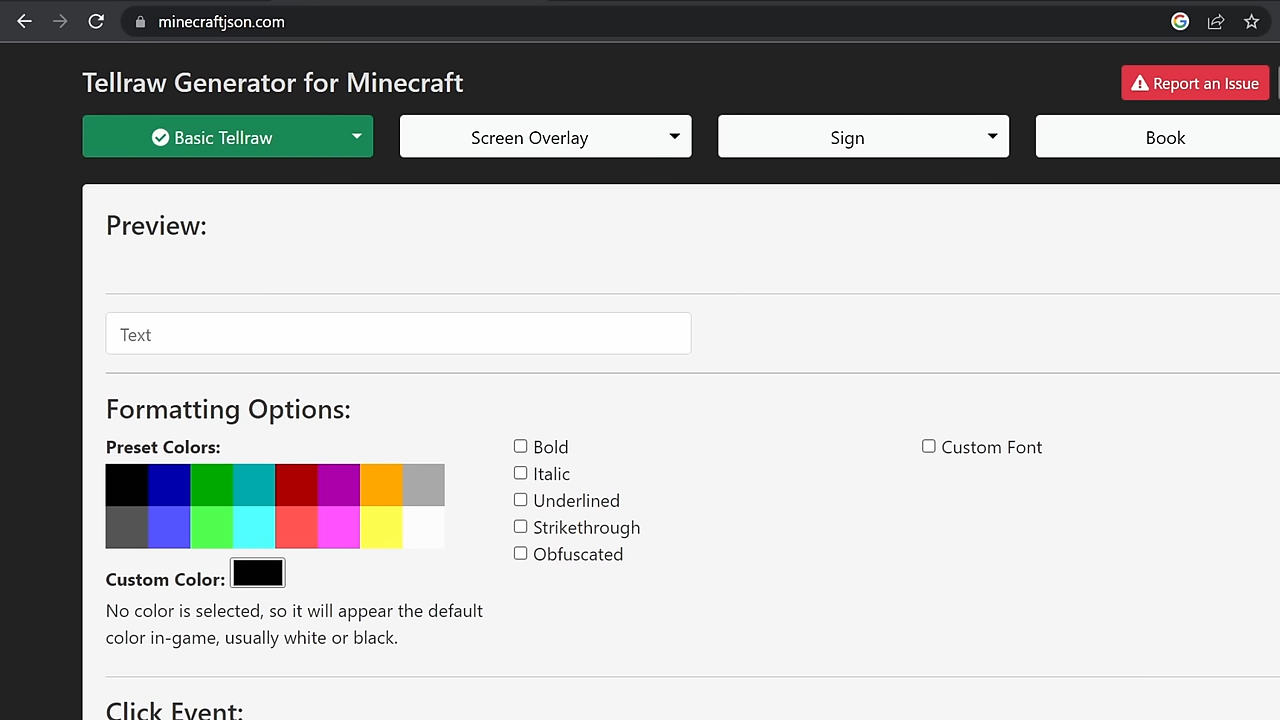 minecraftjson.com
Tellraw Generator for Minecraft
Report an Issue
Basic Tellraw
Screen Overlay
Sign
Book
Preview:
Text
Formatting Options:
Preset Colors:
Bold
Custom Font
Italic
Underlined
Strikethrough
Obfuscated
Custom Color:
No color is selected, so it will appear the default
color in-game, usually white or black.
Click Event: